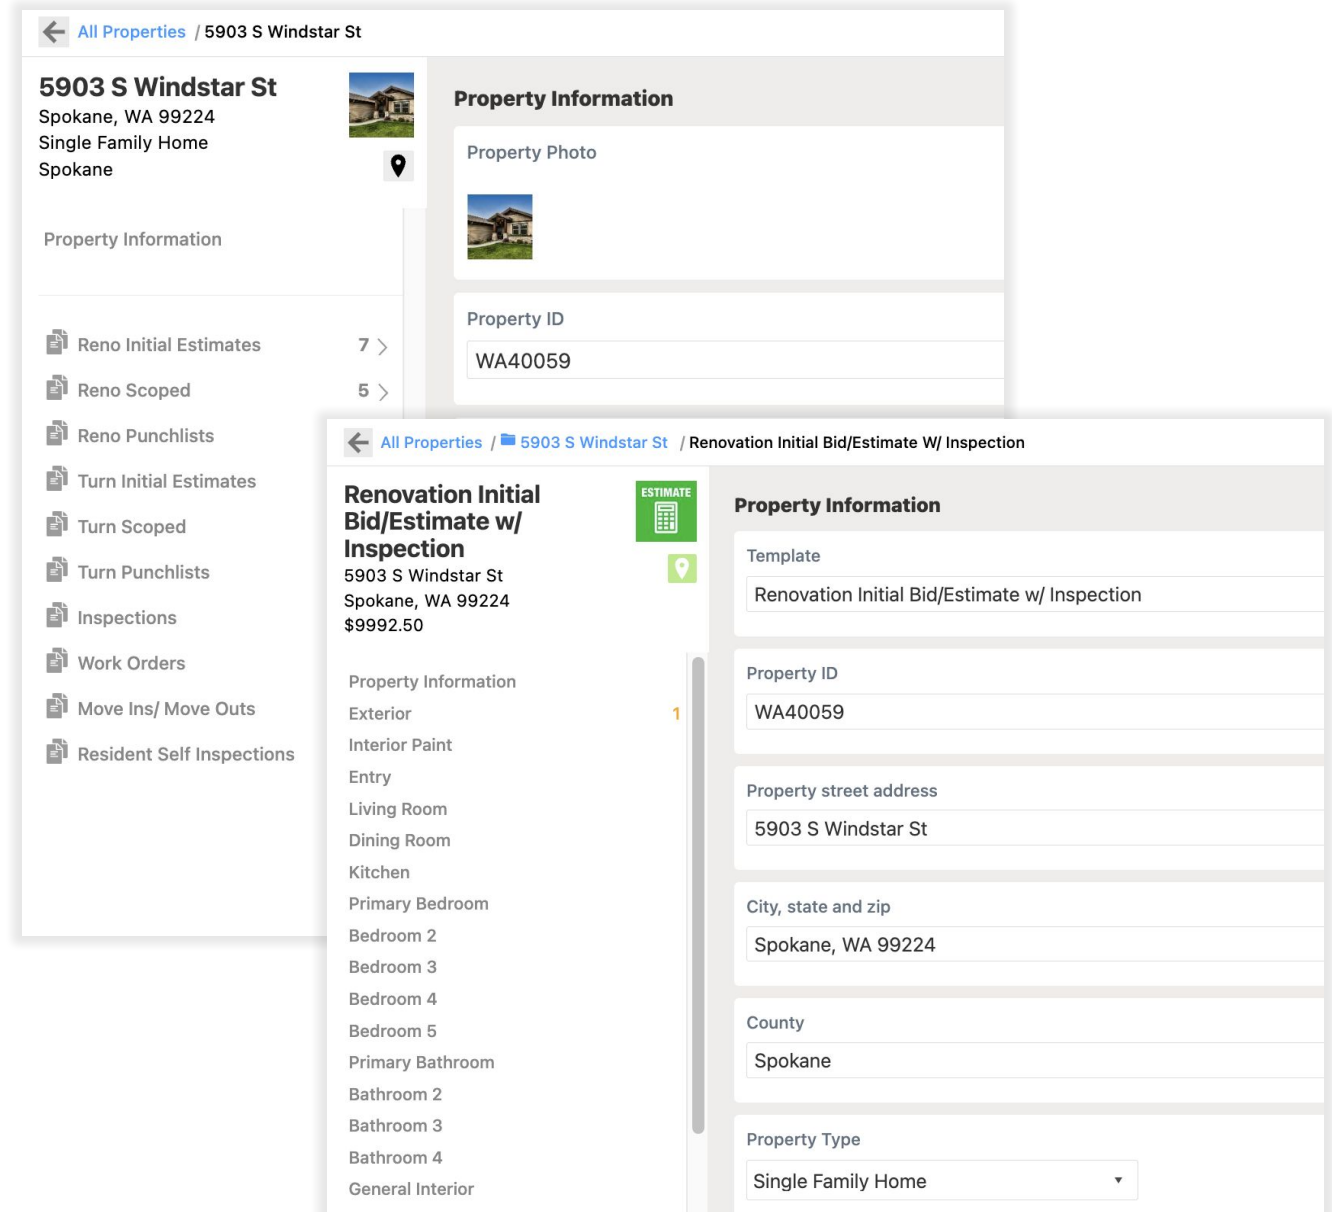 All Properties / 5903 S Windstar St
5903 S Windstar St
Spokane, WA 99224
Single Family Home
Spokane
Property Information
Reno Initial Estimates 7
Reno Scoped 5
Reno Punchlists
Turn Initial Estimates
Turn Scoped
Turn Punchlists
Inspections
Work Orders
Move Ins/ Move Outs
Resident Self Inspections
Property Information
Property Photo
Property ID
WA40059
All Properties / 5903 S Windstar St / Renovation Initial Bid/Estimate W/ Inspection
Renovation Initial
Bid/Estimate w/
Inspection
ESTIMATE
5903 S Windstar St
Spokane, WA 99224
$9992.50
Property Information
Exterior 1
Interior Paint
Entry
Living Room
Dining Room
Kitchen
Primary Bedroom
Bedroom 2
Bedroom 3
Bedroom 4
Bedroom 5
Primary Bathroom
Bathroom 2
Bathroom 3
Bathroom 4
General Interior
Property Information
Template
Renovation Initial Bid/Estimate w/ Inspection
Property ID
WA40059
Property street address
5903 S Windstar St
City, state and zip
Spokane, WA 99224
County
Spokane
Property Type
Single Family Home